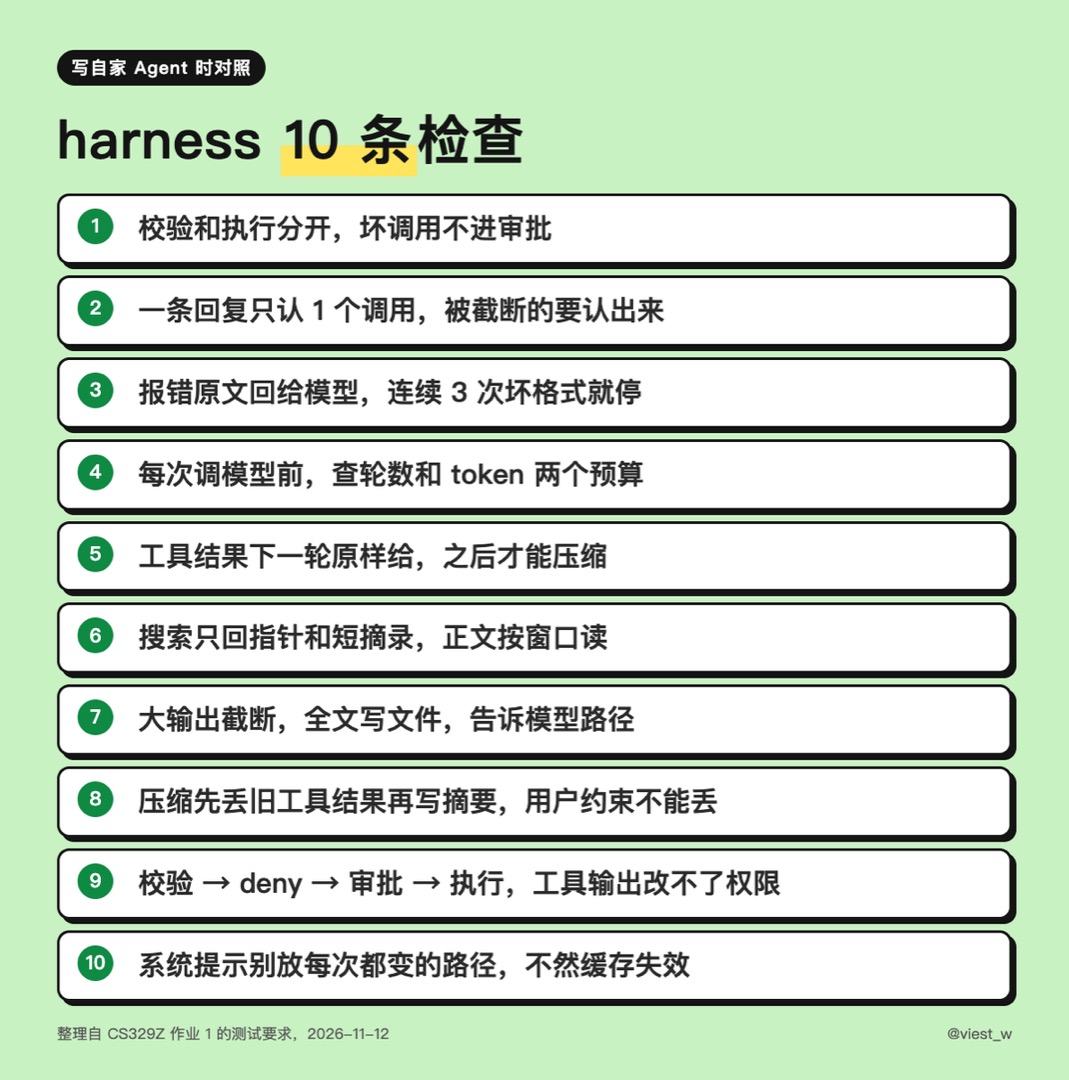 写自家 Agent 时对照
harness 10 条检查
1 校验和执行分开，坏调用不进审批
2 一条回复只认 1 个调用，被截断的要认出来
3 报错原文回给模型，连续 3 次坏格式就停
4 每次调模型前，查轮数和 token 两个预算
5 工具结果下一轮原样给，之后才能压缩
6 搜索只回指针和短摘录，正文按窗口读
7 大输出截断，全文写文件，告诉模型路径
8 压缩先丢旧工具结果再写摘要，用户约束不能丢
9 校验 → deny → 审批 → 执行，工具输出改不了权限
10 系统提示别放每次都变的路径，不然缓存失效
整理自 CS329Z 作业 1 的测试要求，2026–11–12
@viest_w